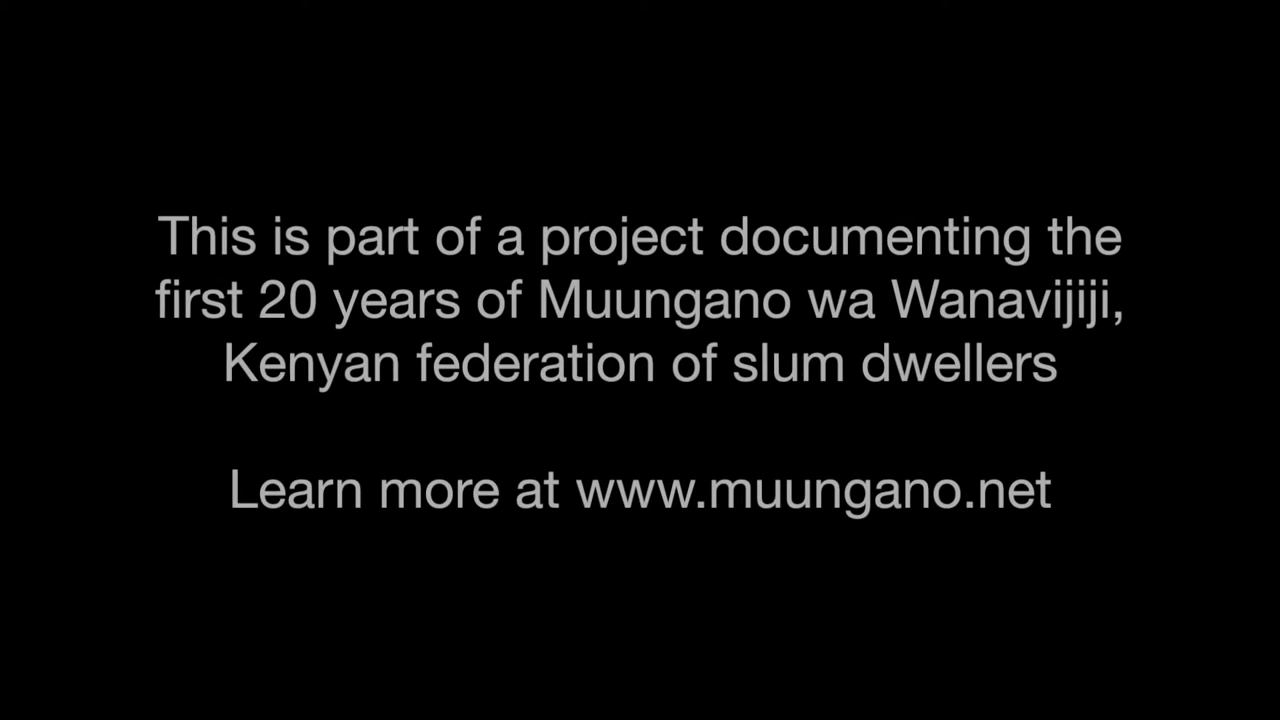 This is part of a project documenting the
first 20 years of Muungano wa Wanavijiji,
Kenyan federation of slum dwellers
Learn more at www.muungano.net